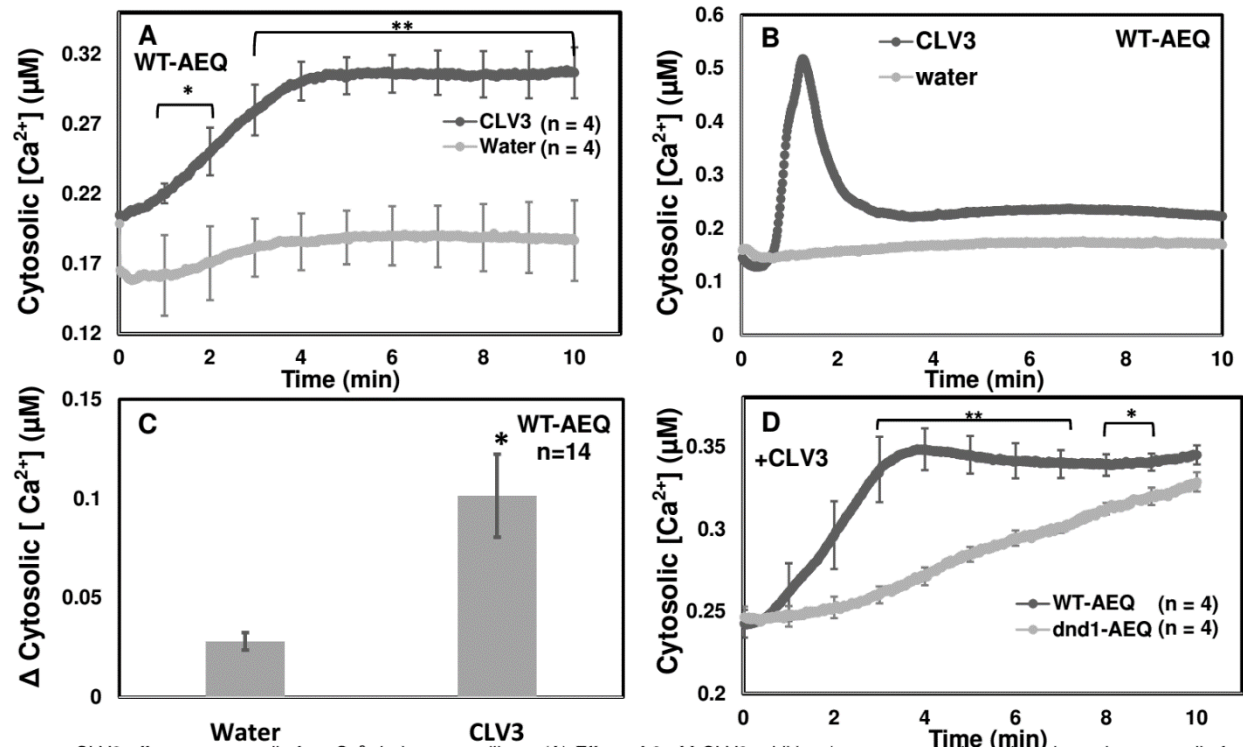 A
WT-AEQ
**
*
CLV3 (n = 4)
Water (n = 4)
Cytosolic [Ca2+] (µM)
0.32
0.27
0.22
0.17
0.12
0 2 4 6 8 10
Time (min)
B
WT-AEQ
CLV3
water
Cytosolic [Ca2+] (µM)
0.6
0.5
0.4
0.3
0.2
0.1
0
0 2 4 6 8 10
Time (min)
C
WT-AEQ
n=14
*
Δ Cytosolic [ Ca2+] (µM)
0.15
0.1
0.05
0
Water CLV3
D
+CLV3
**
*
WT-AEQ (n = 4)
dnd1-AEQ (n = 4)
Cytosolic [Ca2+] (µM)
0.35
0.3
0.25
0.2
0 2 4 6 8 10
Time (min)